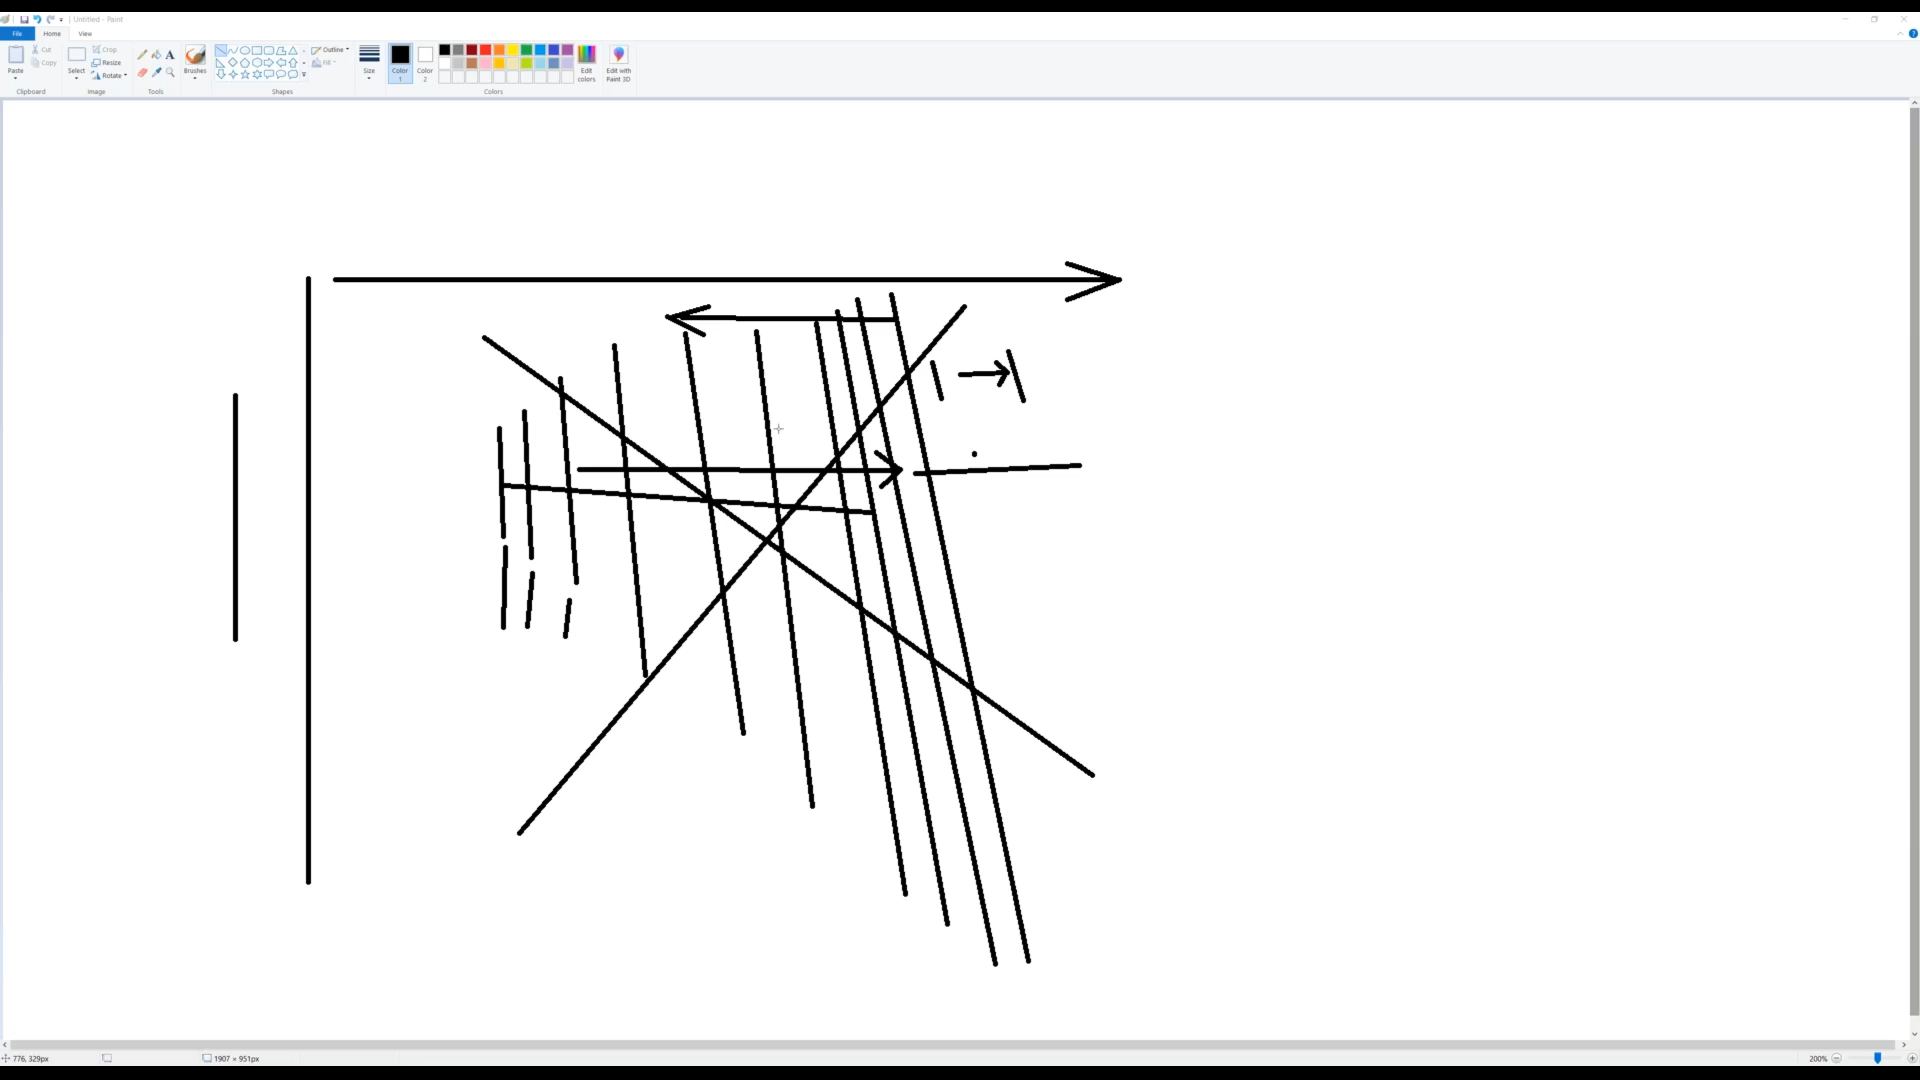 Untitled - Paint
File Home View
Paste
Cut
Copy
Clipboard
Select
Crop
Resize
Rotate
Image
Tools
Brushes
Outline
Fill
Shapes
Size
Color 1
Color 2
Colors
Edit colors
Edit with Paint 3D
776, 329px
1907 × 951px
200%